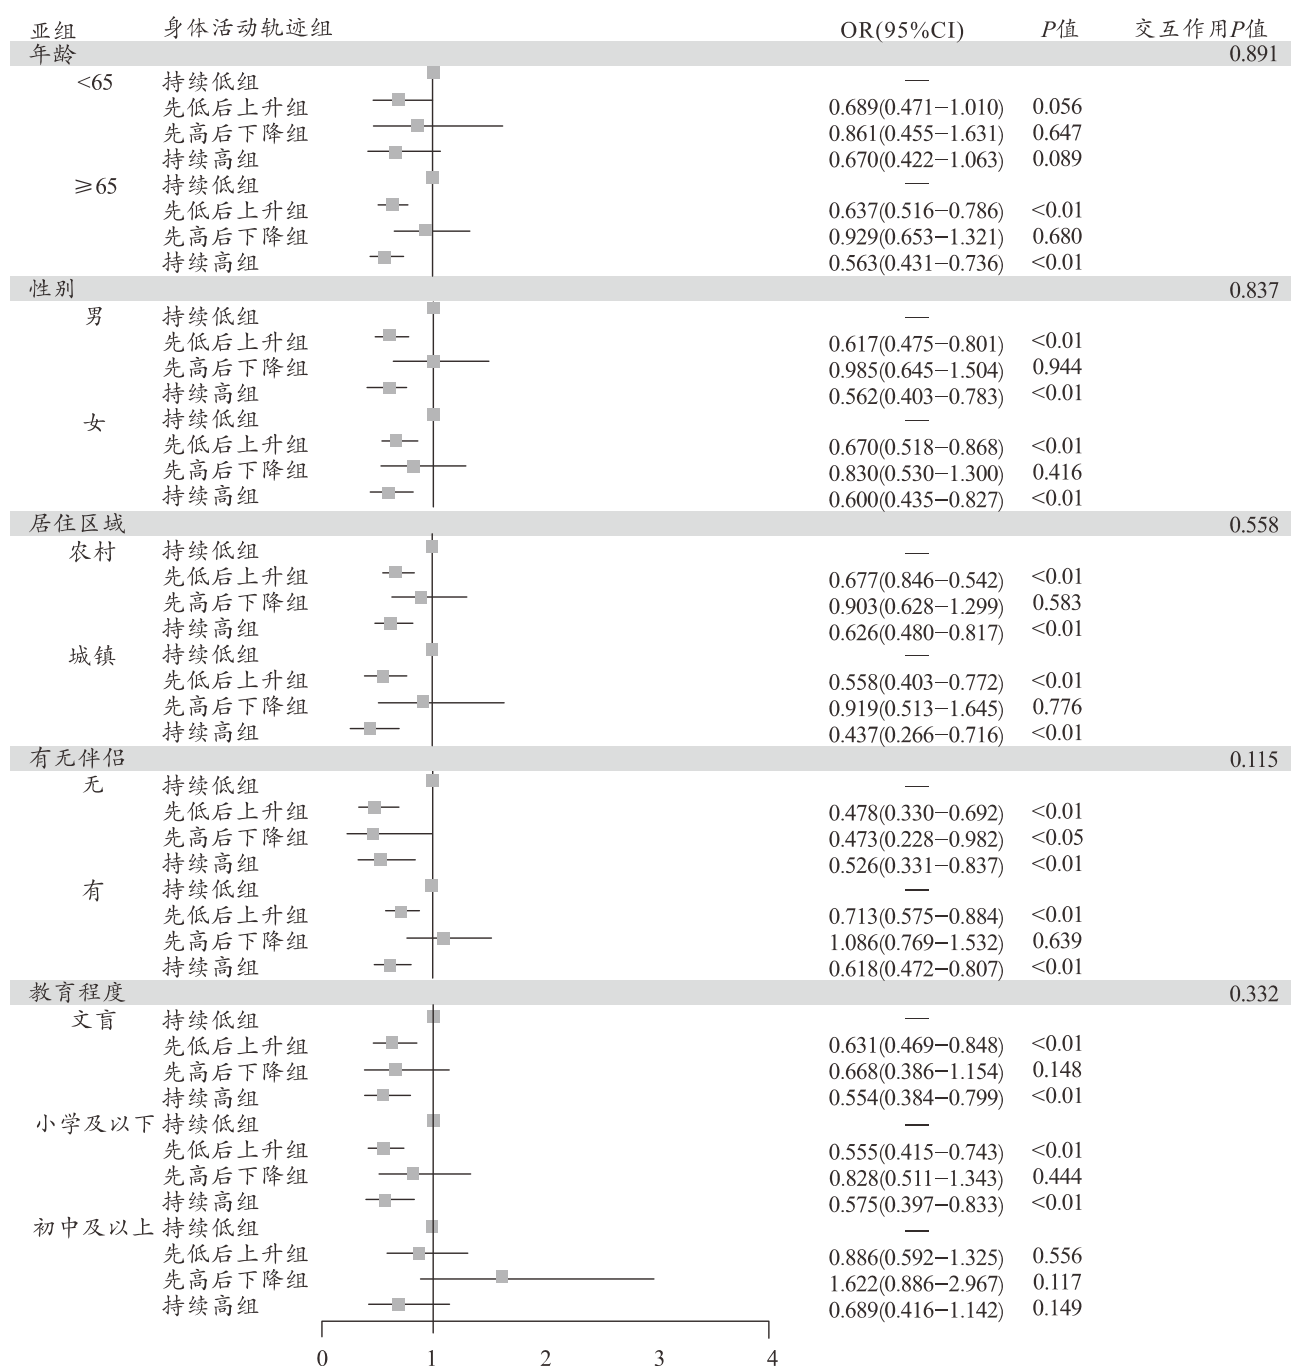 亚组 身体活动轨迹组 OR(95%CI) P值 交互作用P值
年龄 0.891
<65 持续低组 —
先低后上升组 0.689(0.471−1.010) 0.056
先高后下降组 0.861(0.455−1.631) 0.647
持续高组 0.670(0.422−1.063) 0.089
≥65 持续低组 —
先低后上升组 0.637(0.516−0.786) <0.01
先高后下降组 0.929(0.653−1.321) 0.680
持续高组 0.563(0.431−0.736) <0.01
性别 0.837
男 持续低组 —
先低后上升组 0.617(0.475−0.801) <0.01
先高后下降组 0.985(0.645−1.504) 0.944
持续高组 0.562(0.403−0.783) <0.01
女 持续低组 —
先低后上升组 0.670(0.518−0.868) <0.01
先高后下降组 0.830(0.530−1.300) 0.416
持续高组 0.600(0.435−0.827) <0.01
居住区域 0.558
农村 持续低组 —
先低后上升组 0.677(0.846−0.542) <0.01
先高后下降组 0.903(0.628−1.299) 0.583
持续高组 0.626(0.480−0.817) <0.01
城镇 持续低组 —
先低后上升组 0.558(0.403−0.772) <0.01
先高后下降组 0.919(0.513−1.645) 0.776
持续高组 0.437(0.266−0.716) <0.01
有无伴侣 0.115
无 持续低组 —
先低后上升组 0.478(0.330−0.692) <0.01
先高后下降组 0.473(0.228−0.982) <0.05
持续高组 0.526(0.331−0.837) <0.01
有 持续低组 —
先低后上升组 0.713(0.575−0.884) <0.01
先高后下降组 1.086(0.769−1.532) 0.639
持续高组 0.618(0.472−0.807) <0.01
教育程度 0.332
文盲 持续低组 —
先低后上升组 0.631(0.469−0.848) <0.01
先高后下降组 0.668(0.386−1.154) 0.148
持续高组 0.554(0.384−0.799) <0.01
小学及以下 持续低组 —
先低后上升组 0.555(0.415−0.743) <0.01
先高后下降组 0.828(0.511−1.343) 0.444
持续高组 0.575(0.397−0.833) <0.01
初中及以上 持续低组 —
先低后上升组 0.886(0.592−1.325) 0.556
先高后下降组 1.622(0.886−2.967) 0.117
持续高组 0.689(0.416−1.142) 0.149
0 1 2 3 4